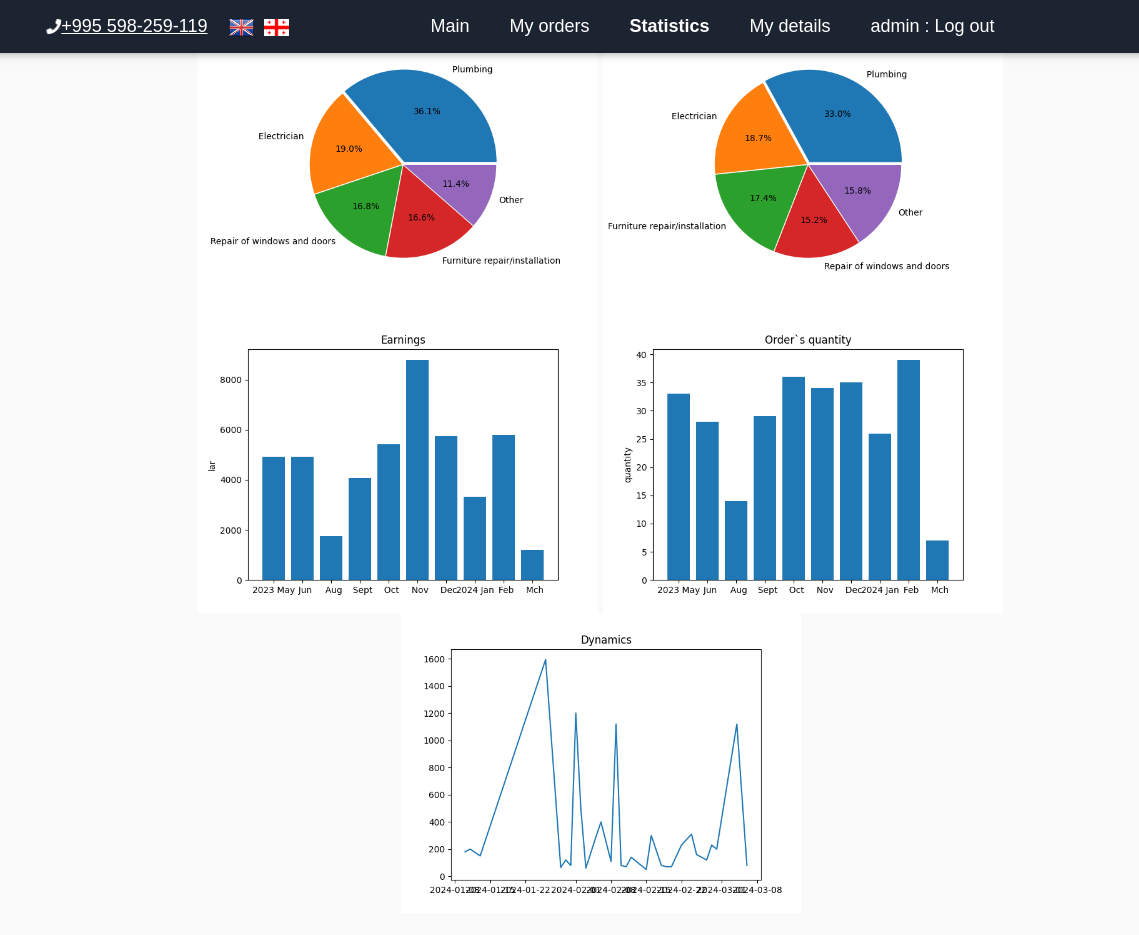 +995 598-259-119 Main My orders Statistics My details admin : Log out
Plumbing
36.1%
Electrician
19.0%
11.4%
Other
16.8%
16.6%
Repair of windows and doors
Furniture repair/installation
Plumbing
33.0%
Electrician
18.7%
15.8%
17.4%
Other
15.2%
Furniture repair/installation
Repair of windows and doors
Earnings
8000
6000
4000
2000
0
lar
2023 May Jun Aug Sept Oct Nov Dec 2024 Jan Feb Mch
Order`s quantity
40
35
30
25
20
15
10
5
0
quantity
2023 May Jun Aug Sept Oct Nov Dec 2024 Jan Feb Mch
Dynamics
1600
1400
1200
1000
800
600
400
200
0
2024-01-08 2024-01-15 2024-01-22 2024-02-01 2024-02-08 2024-02-15 2024-02-22 2024-03-01 2024-03-08